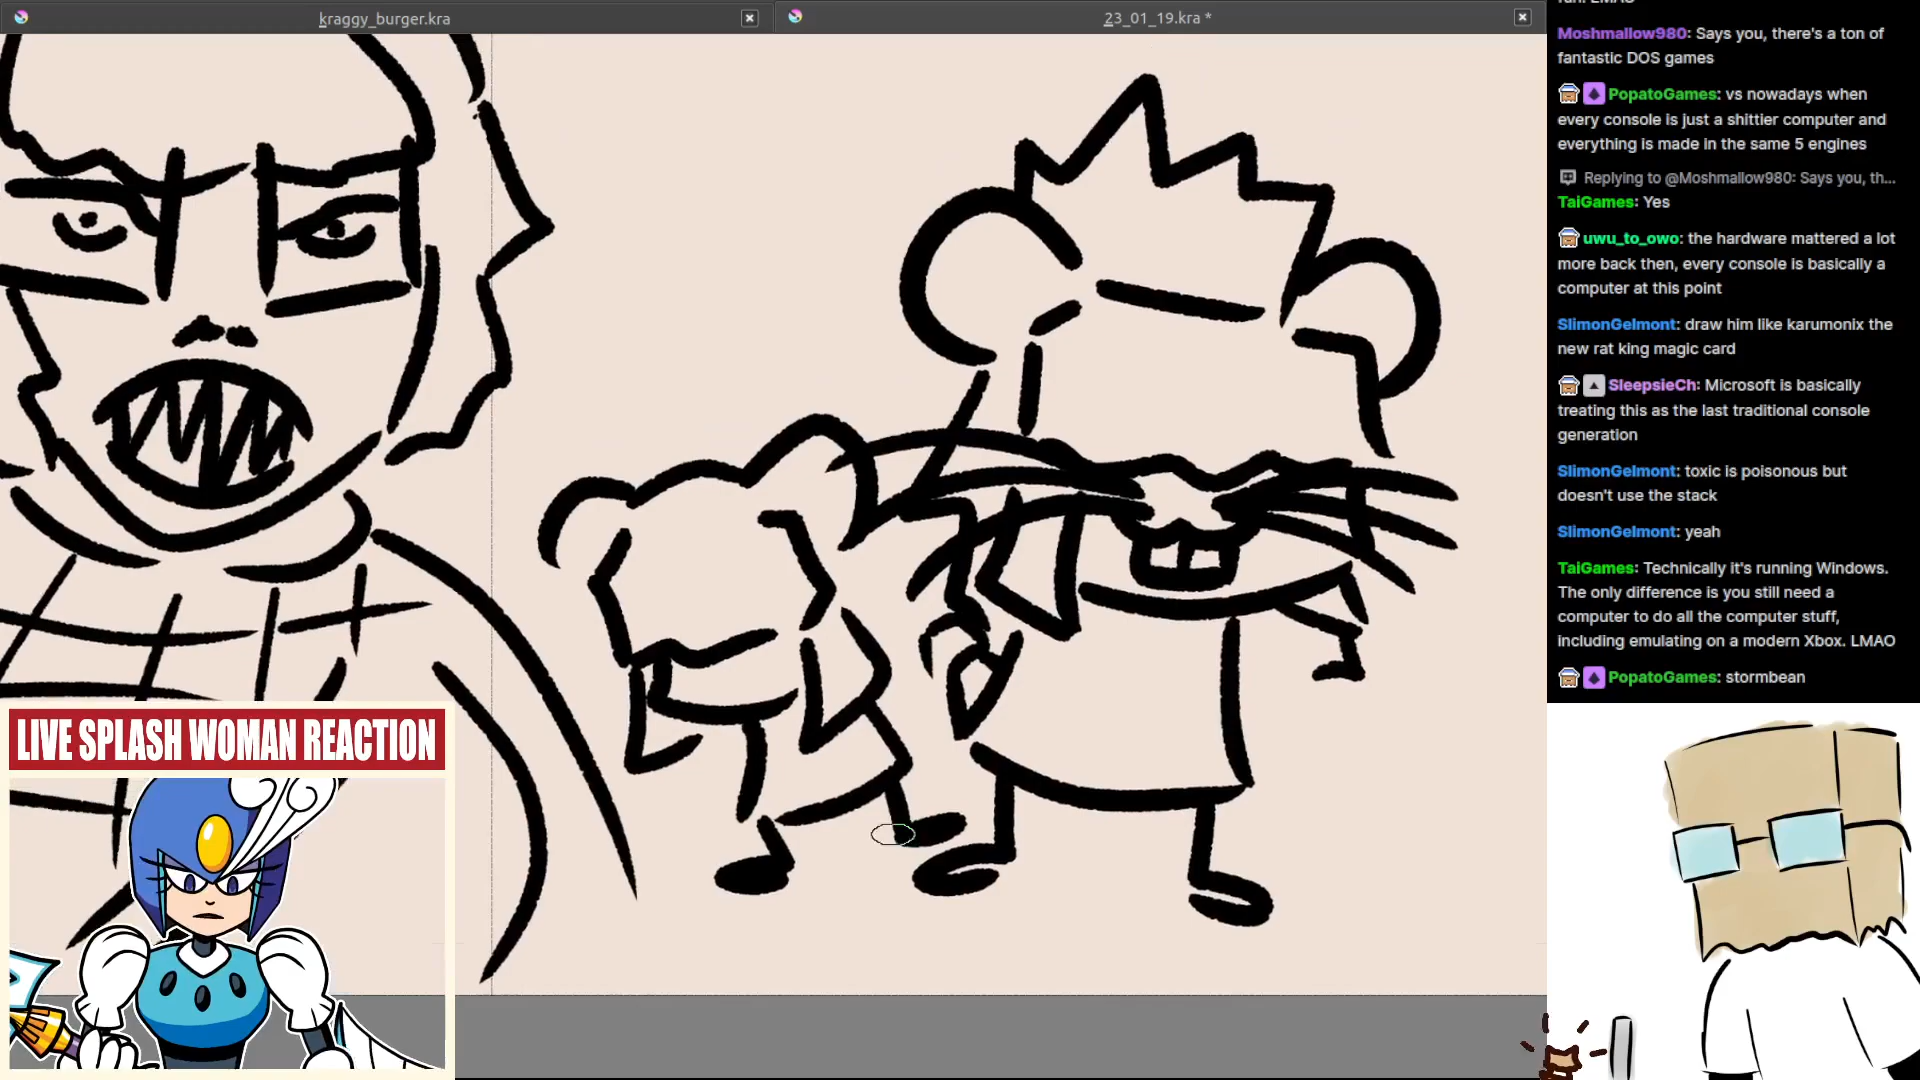 kraggy_burger.kra
23_01_19.kra *
Moshmallow980: Says you, there's a ton of
fantastic DOS games
PopatoGames: vs nowadays when
every console is just a shittier computer and
everything is made in the same 5 engines
Replying to @Moshmallow980: Says you, th...
TaiGames: Yes
uwu_to_owo: the hardware mattered a lot
more back then, every console is basically a
computer at this point
SlimonGelmont: draw him like karumonix the
new rat king magic card
SleepsieCh: Microsoft is basically
treating this as the last traditional console
generation
SlimonGelmont: toxic is poisonous but
doesn't use the stack
SlimonGelmont: yeah
TaiGames: Technically it's running Windows.
The only difference is you still need a
computer to do all the computer stuff,
including emulating on a modern Xbox. LMAO
PopatoGames: stormbean
LIVE SPLASH WOMAN REACTION